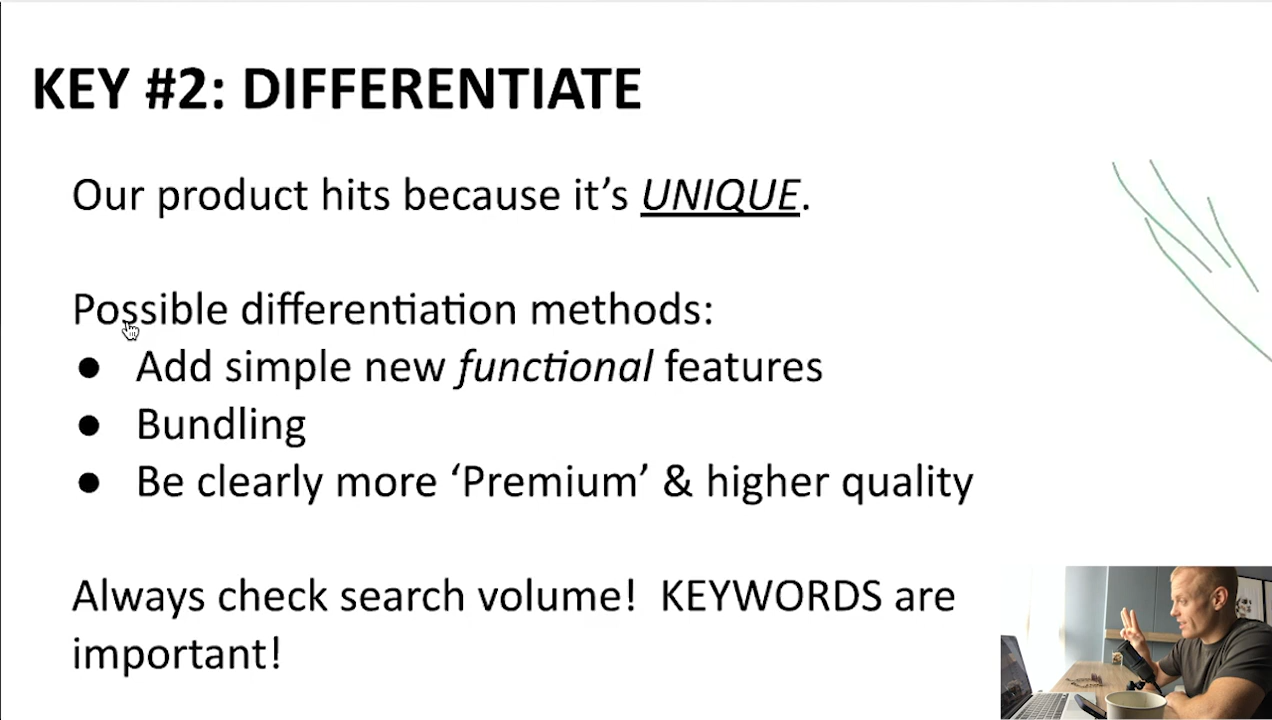 KEY #2: DIFFERENTIATE
Our product hits because it’s UNIQUE.
Possible differentiation methods:
● Add simple new functional features
● Bundling
● Be clearly more ‘Premium’ & higher quality
Always check search volume!  KEYWORDS are
important!